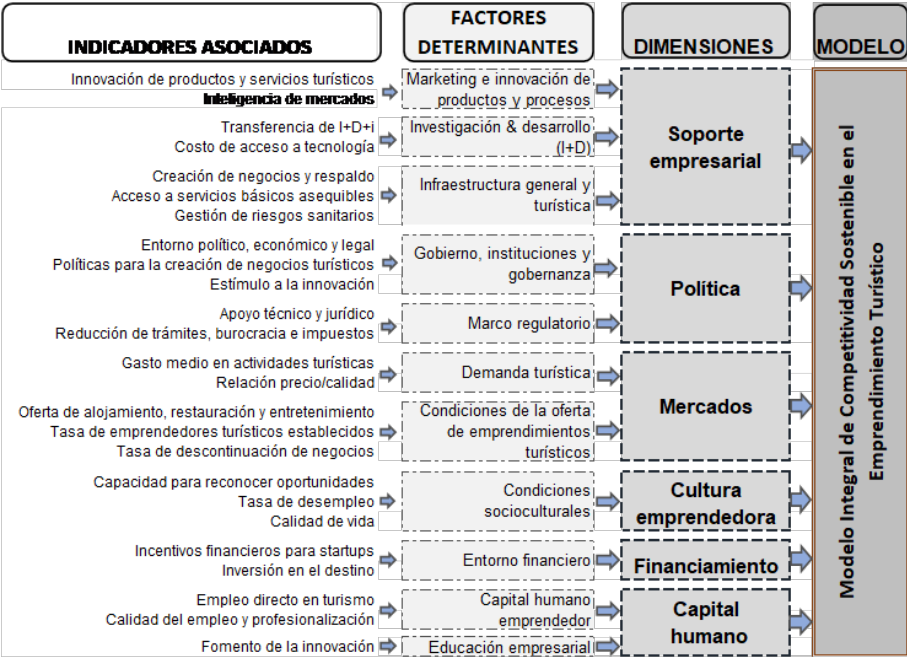 INDICADORES ASOCIADOS
FACTORES
DETERMINANTES
DIMENSIONES
MODELO
Innovación de productos y servicios turísticos
Inteligencia de mercados
Marketing e innovación de
productos y procesos
Transferencia de I+D+i
Costo de acceso a tecnología
Investigación & desarrollo
(I+D)
Creación de negocios y respaldo
Acceso a servicios básicos asequibles
Gestión de riesgos sanitarios
Infraestructura general y
turística
Soporte
empresarial
Entorno político, económico y legal
Políticas para la creación de negocios turísticos
Estímulo a la innovación
Gobierno, instituciones y
gobernanza
Apoyo técnico y jurídico
Reducción de trámites, burocracia e impuestos
Marco regulatorio
Política
Gasto medio en actividades turísticas
Relación precio/calidad
Demanda turística
Oferta de alojamiento, restauración y entretenimiento
Tasa de emprendedores turísticos establecidos
Tasa de descontinuación de negocios
Condiciones de la oferta
de emprendimientos
turísticos
Mercados
Capacidad para reconocer oportunidades
Tasa de desempleo
Calidad de vida
Condiciones
socioculturales
Cultura
emprendedora
Incentivos financieros para startups
Inversión en el destino
Entorno financiero
Financiamiento
Empleo directo en turismo
Calidad del empleo y profesionalización
Capital humano
emprendedor
Fomento de la innovación
Educación empresarial
Capital
humano
Modelo Integral de Competitividad Sostenible en el
Emprendimiento Turístico